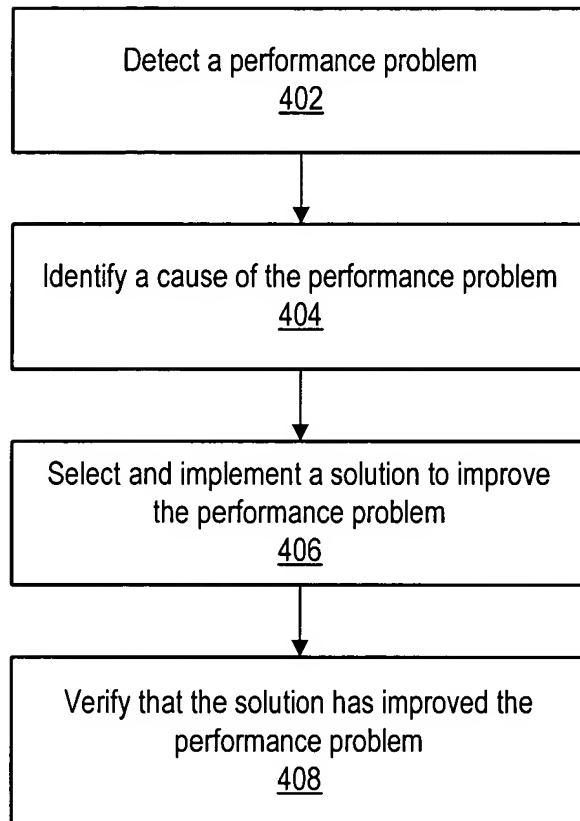 Detect a performance problem
402
Identify a cause of the performance problem
404
Select and implement a solution to improve
the performance problem
406
Verify that the solution has improved the
performance problem
408